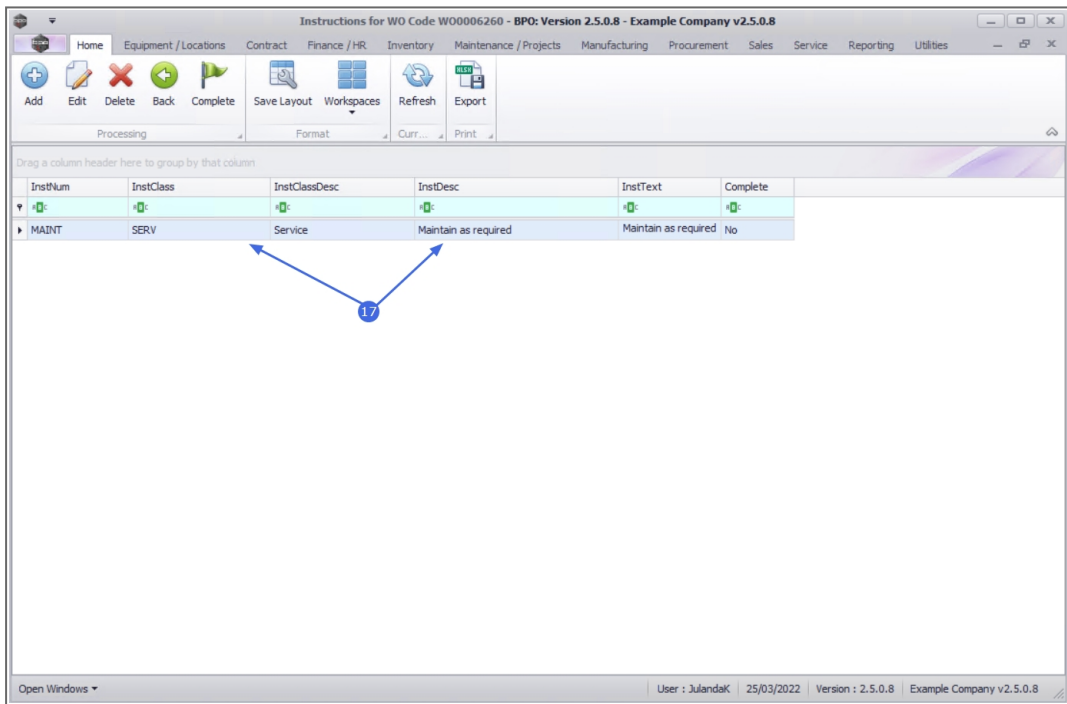 Instructions for WO Code WO0006260 - BPO: Version 2.5.0.8 - Example Company v2.5.0.8
Home Equipment / Locations Contract Finance / HR Inventory Maintenance / Projects Manufacturing Procurement Sales Service Reporting Utilities
Add Edit Delete Back Complete Save Layout Workspaces Refresh Export
Processing Format Curr... Print
Drag a column header here to group by that column
InstNum InstClass InstClassDesc InstDesc InstText Complete
MAINT SERV Service Maintain as required Maintain as required No
17
Open Windows User : JulandaK 25/03/2022 Version : 2.5.0.8 Example Company v2.5.0.8